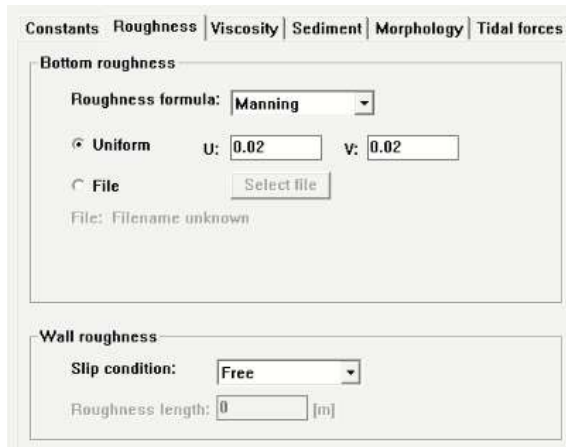 Constants Roughness Viscosity Sediment Morphology Tidal forces
Bottom roughness
Roughness formula: Manning
Uniform U: 0.02 V: 0.02
File Select file
File: Filename unknown
Wall roughness
Slip condition: Free
Roughness length: 0 [m]